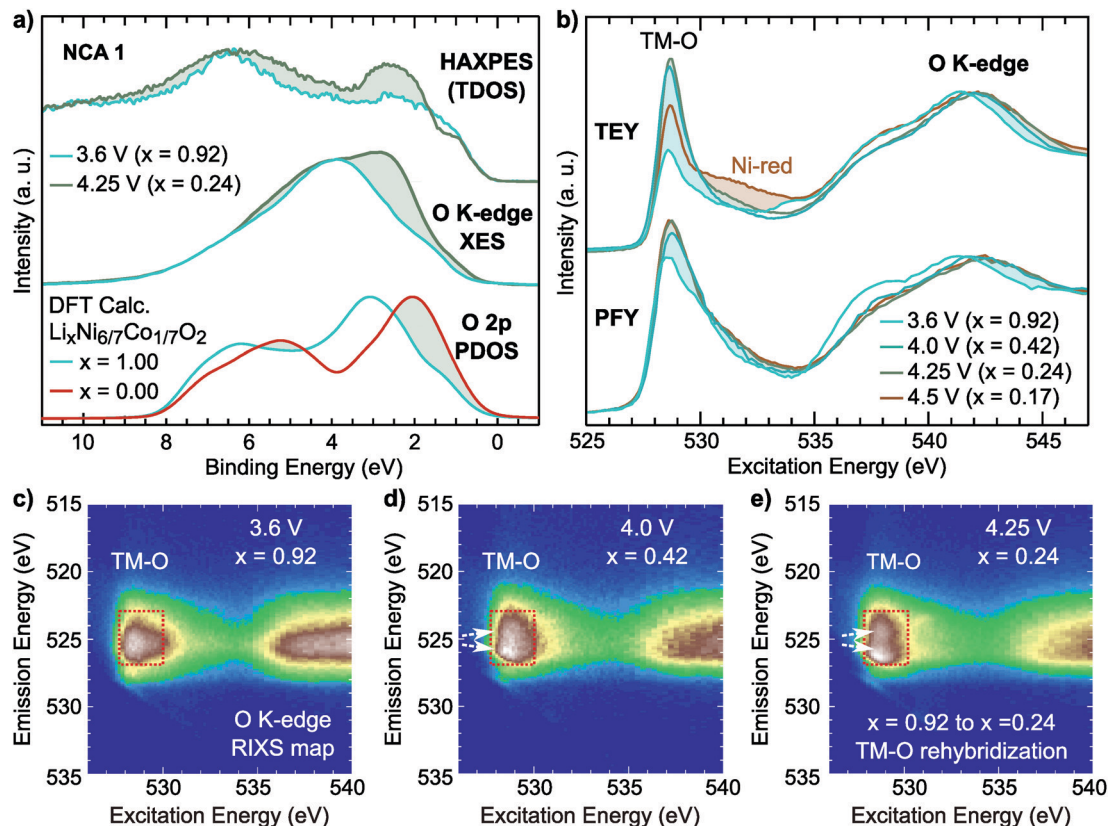 a)
NCA 1
HAXPES
(TDOS)
3.6 V (x = 0.92)
4.25 V (x = 0.24)
O K-edge
XES
DFT Calc.
LiₓNi₆/₇Co₁/₇O₂
x = 1.00
x = 0.00
O 2p
PDOS
Intensity (a. u.)
10 8 6 4 2 0
Binding Energy (eV)
b)
TM-O
O K-edge
TEY
Ni-red
PFY
3.6 V (x = 0.92)
4.0 V (x = 0.42)
4.25 V (x = 0.24)
4.5 V (x = 0.17)
Intensity (a. u.)
525 530 535 540 545
Excitation Energy (eV)
c)
515
520
525
530
535
Emission Energy (eV)
3.6 V
x = 0.92
TM-O
O K-edge
RIXS map
530 535 540
Excitation Energy (eV)
d)
515
520
525
530
535
Emission Energy (eV)
4.0 V
x = 0.42
TM-O
530 535 540
Excitation Energy (eV)
e)
515
520
525
530
535
Emission Energy (eV)
4.25 V
x = 0.24
TM-O
x = 0.92 to x =0.24
TM-O rehybridization
530 535 540
Excitation Energy (eV)